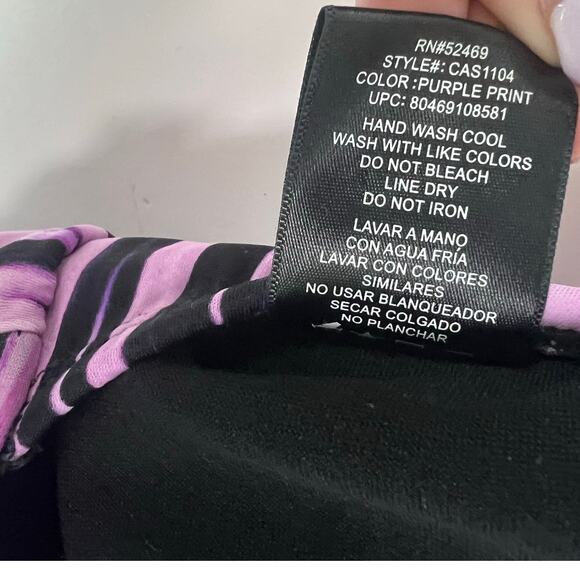 RN#52469
STYLE#: CAS1104
COLOR :PURPLE PRINT
UPC: 80469108581
HAND WASH COOL
WASH WITH LIKE COLORS
DO NOT BLEACH
LINE DRY
DO NOT IRON
LAVAR A MANO
CON AGUA FRÍA
LAVAR CON COLORES
SIMILARES
NO USAR BLANQUEADOR
SECAR COLGADO
NO PLANCHAR